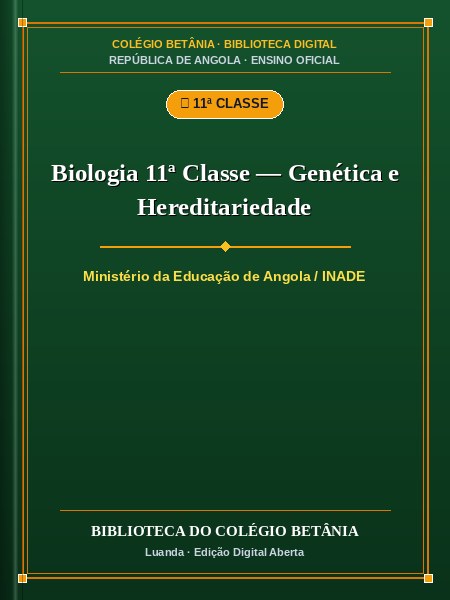 COLÉGIO BETÂNIA · BIBLIOTECA DIGITAL
REPÚBLICA DE ANGOLA · ENSINO OFICIAL
11ª CLASSE
Biologia 11ª Classe — Genética e
Hereditariedade
Ministério da Educação de Angola / INADE
BIBLIOTECA DO COLÉGIO BETÂNIA
Luanda · Edição Digital Aberta